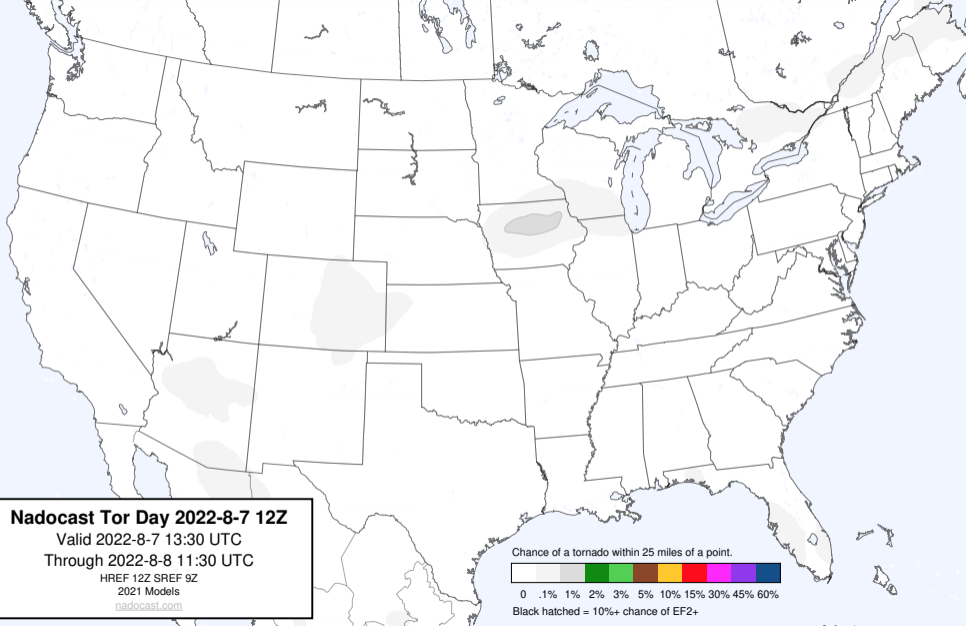 Nadocast Tor Day 2022-8-7 12Z
Valid 2022-8-7 13:30 UTC
Through 2022-8-8 11:30 UTC
HREF 12Z SREF 9Z
2021 Models
nadocast.com
Chance of a tornado within 25 miles of a point.
0 .1% 1% 2% 3% 5% 10% 15% 30% 45% 60%
Black hatched = 10%+ chance of EF2+